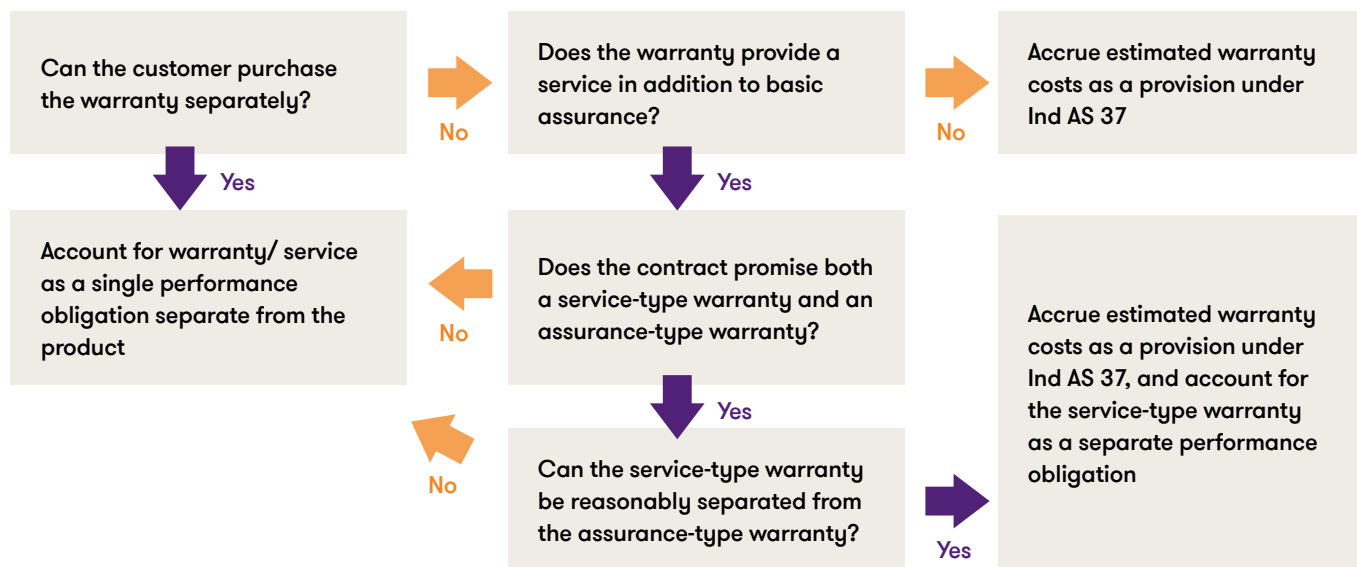 Can the customer purchase
the warranty separately?
No
Does the warranty provide a
service in addition to basic
assurance?
No
Accrue estimated warranty
costs as a provision under
Ind AS 37
Yes
Yes
Account for warranty/ service
as a single performance
obligation separate from the
product
No
Does the contract promise both
a service-type warranty and an
assurance-type warranty?
Accrue estimated warranty
costs as a provision under
Ind AS 37, and account for
the service-type warranty
as a separate performance
obligation
Yes
No
Can the service-type warranty
be reasonably separated from
the assurance-type warranty?
Yes